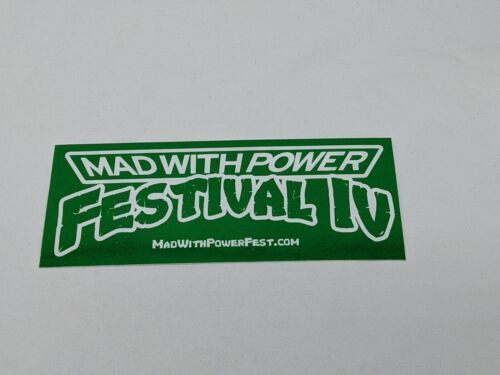 MAD WITH POWER
FESTIVAL IV
MADWITHPOWERFEST.COM